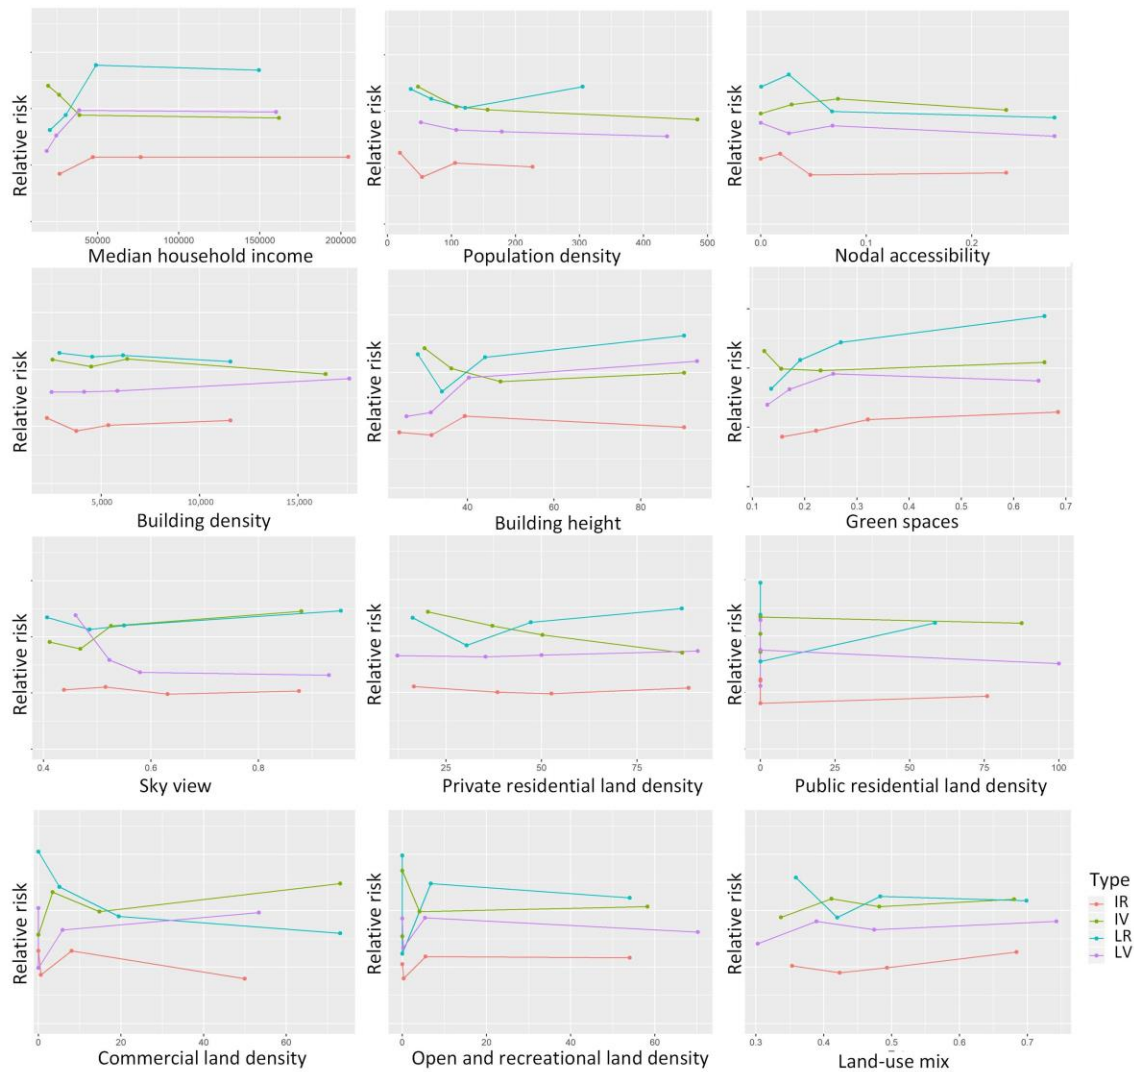 Relative risk
50000 100000 150000 200000
Median household income
Relative risk
0 100 200 300 400 500
Population density
Relative risk
0.0 0.1 0.2
Nodal accessibility
Relative risk
5,000 10,000 15,000
Building density
Relative risk
40 60 80
Building height
Relative risk
0.1 0.2 0.3 0.4 0.5 0.6 0.7
Green spaces
Relative risk
0.4 0.6 0.8
Sky view
Relative risk
25 50 75
Private residential land density
Relative risk
0 25 50 75 100
Public residential land density
Relative risk
0 20 40 60
Commercial land density
Relative risk
0 20 40 60
Open and recreational land density
Relative risk
0.3 0.4 0.5 0.6 0.7
Land-use mix
Type
IR
IV
LR
LV